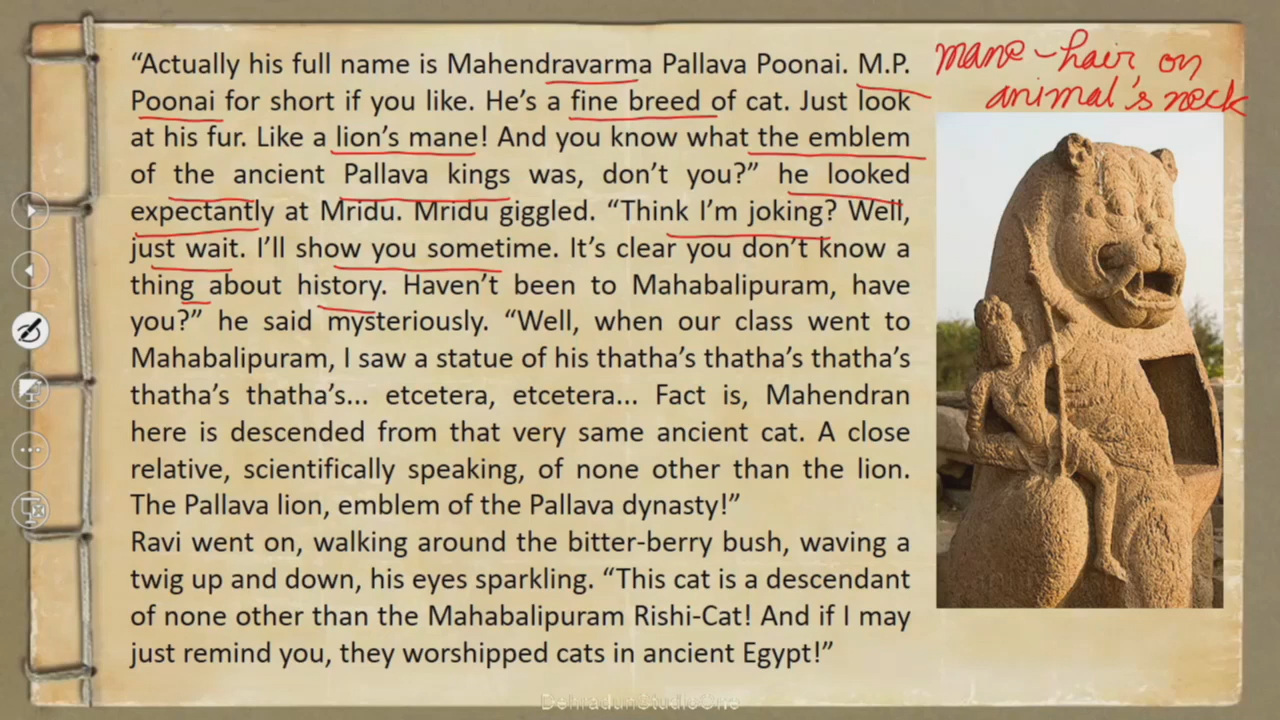 “Actually his full name is Mahendravarma Pallava Poonai. M.P.
Poonai for short if you like. He’s a fine breed of cat. Just look
at his fur. Like a lion’s mane! And you know what the emblem
of the ancient Pallava kings was, don’t you?” he looked
expectantly at Mridu. Mridu giggled. “Think I’m joking? Well,
just wait. I’ll show you sometime. It’s clear you don’t know a
thing about history. Haven’t been to Mahabalipuram, have
you?” he said mysteriously. “Well, when our class went to
Mahabalipuram, I saw a statue of his thatha’s thatha’s thatha’s
thatha’s thatha’s... etcetera, etcetera... Fact is, Mahendran
here is descended from that very same ancient cat. A close
relative, scientifically speaking, of none other than the lion.
The Pallava lion, emblem of the Pallava dynasty!”
Ravi went on, walking around the bitter-berry bush, waving a
twig up and down, his eyes sparkling. “This cat is a descendant
of none other than the Mahabalipuram Rishi-Cat! And if I may
just remind you, they worshipped cats in ancient Egypt!”
mane - hair on
animal's neck
DehradunStudioOne